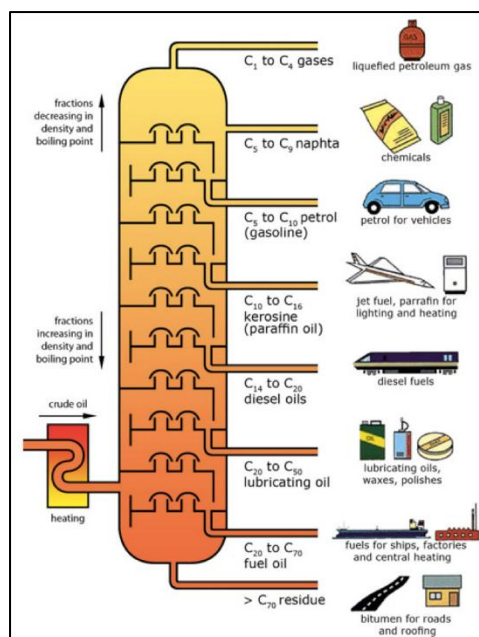 C1 to C4 gases
GAS
liquefied petroleum gas
fractions
decreasing in
density and
boiling point
C5 to C9 naphta
chemicals
C5 to C10 petrol
(gasoline)
petrol for vehicles
C10 to C16
kerosine
(paraffin oil)
jet fuel, parrafin for
lighting and heating
fractions
increasing in
density and
boiling point
C14 to C20
diesel oils
diesel fuels
crude oil
heating
C20 to C50
lubricating oil
OIL
lubricating oils,
waxes, polishes
C20 to C70
fuel oil
fuels for ships, factories
and central heating
> C70 residue
bitumen for roads
and roofing